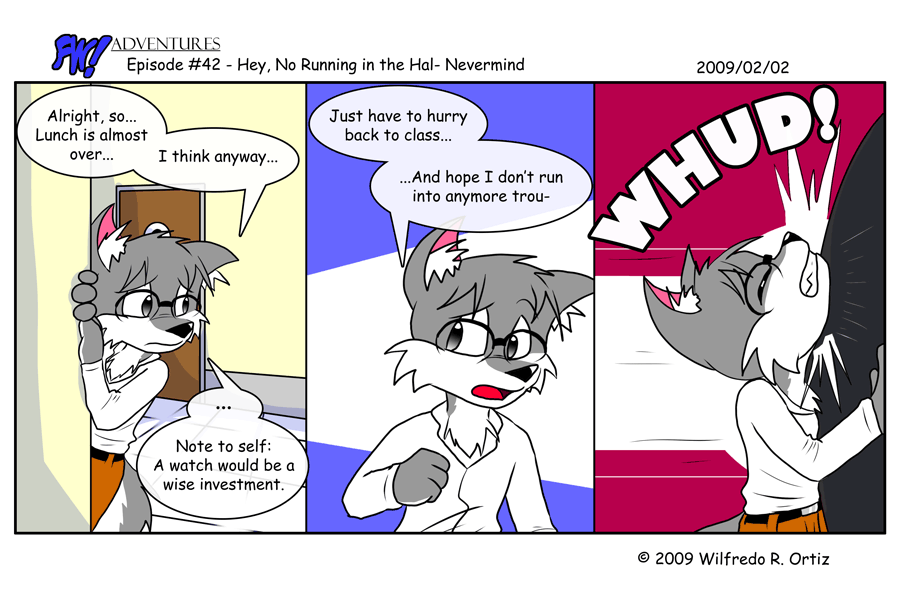 FW! ADVENTURES
Episode #42 - Hey, No Running in the Hal- Nevermind
2009/02/02
Alright, so...
Lunch is almost
over...
I think anyway...
...
Note to self:
A watch would be a
wise investment.
Just have to hurry
back to class...
...And hope I don't run
into anymore trou-
WHUD!
© 2009 Wilfredo R. Ortiz